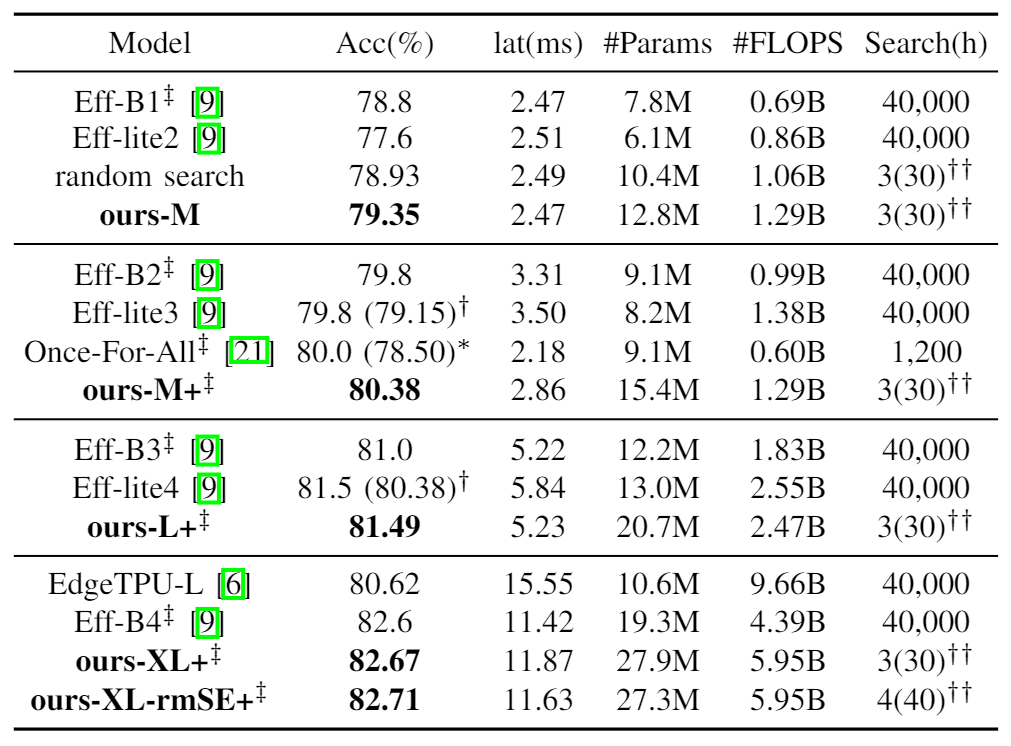 Model Acc(%) lat(ms) #Params #FLOPS Search(h)
Eff-B1‡ [9] 78.8 2.47 7.8M 0.69B 40,000
Eff-lite2 [9] 77.6 2.51 6.1M 0.86B 40,000
random search 78.93 2.49 10.4M 1.06B 3(30)††
ours-M 79.35 2.47 12.8M 1.29B 3(30)††
Eff-B2‡ [9] 79.8 3.31 9.1M 0.99B 40,000
Eff-lite3 [9] 79.8 (79.15)† 3.50 8.2M 1.38B 40,000
Once-For-All‡ [21] 80.0 (78.50)* 2.18 9.1M 0.60B 1,200
ours-M+‡ 80.38 2.86 15.4M 1.29B 3(30)††
Eff-B3‡ [9] 81.0 5.22 12.2M 1.83B 40,000
Eff-lite4 [9] 81.5 (80.38)† 5.84 13.0M 2.55B 40,000
ours-L+‡ 81.49 5.23 20.7M 2.47B 3(30)††
EdgeTPU-L [6] 80.62 15.55 10.6M 9.66B 40,000
Eff-B4‡ [9] 82.6 11.42 19.3M 4.39B 40,000
ours-XL+‡ 82.67 11.87 27.9M 5.95B 3(30)††
ours-XL-rmSE+‡ 82.71 11.63 27.3M 5.95B 4(40)††